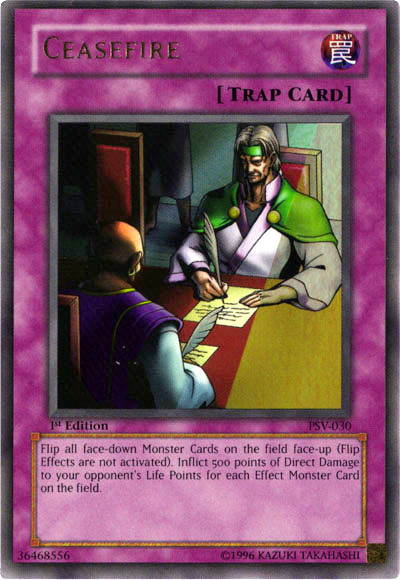 CEASEFIRE
TRAP
罠
[TRAP CARD]
1st Edition
PSV-030
Flip all face-down Monster Cards on the field face-up (Flip
Effects are not activated). Inflict 500 points of Direct Damage
to your opponent's Life Points for each Effect Monster Card
on the field.
36468556
©1996 KAZUKI TAKAHASHI